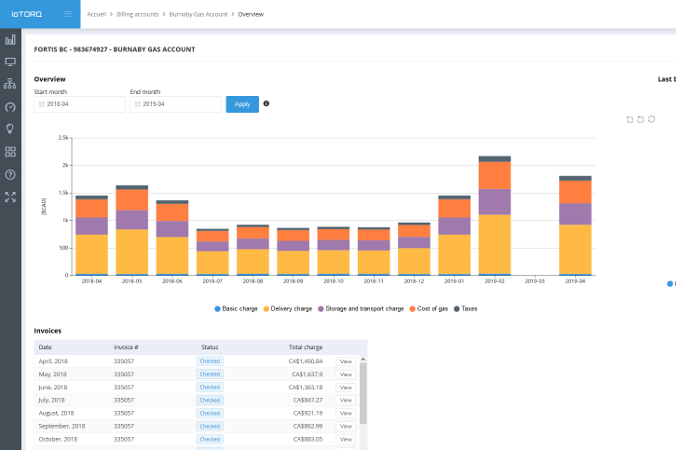 IOTORQ
Accueil > Billing accounts > Burnaby Gas Account > Overview
FORTIS BC - 983674927 - BURNABY GAS ACCOUNT
Overview
Last b
Start month End month
2018-04 2019-04 Apply
2.5k
2k
1.5k
1k
500
0
($CAD)
2018-04 2018-05 2018-06 2018-07 2018-08 2018-09 2018-10 2018-11 2018-12 2019-01 2019-02 2019-03 2019-04
Basic charge Delivery charge Storage and transport charge Cost of gas Taxes
Invoices
Date Invoice # Status Total charge
April, 2018 335057 Checked CA$1,450.84 View
May, 2018 335057 Checked CA$1,637.9 View
June, 2018 335057 Checked CA$1,363.18 View
July, 2018 335057 Checked CA$847.27 View
August, 2018 335057 Checked CA$921.19 View
September, 2018 335057 Checked CA$862.99 View
October, 2018 335057 Checked CA$883.05 View